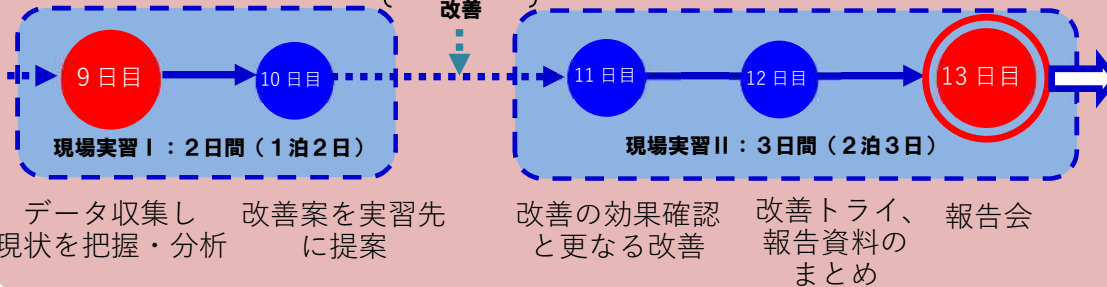 改善
9日目
10日目
11日目
12日目
13日目
現場実習Ⅰ：2日間（1泊2日）
現場実習Ⅱ：3日間（2泊3日）
データ収集し
現状を把握・分析
改善案を実習先
に提案
改善の効果確認
と更なる改善
改善トライ、
報告資料の
まとめ
報告会